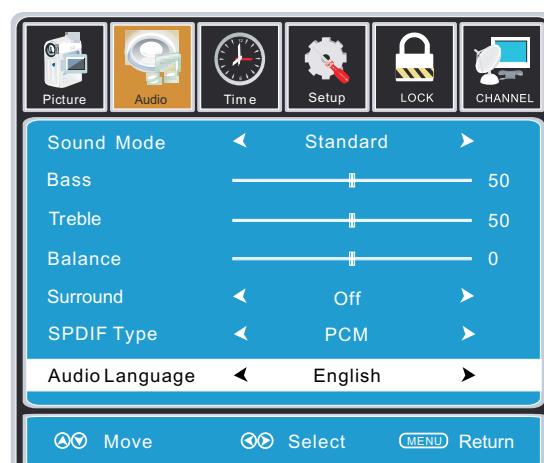 Picture Audio Time Setup LOCK CHANNEL
Sound Mode Standard
Bass 50
Treble 50
Balance 0
Surround Off
SPDIF Type PCM
Audio Language English
Move Select MENU Return